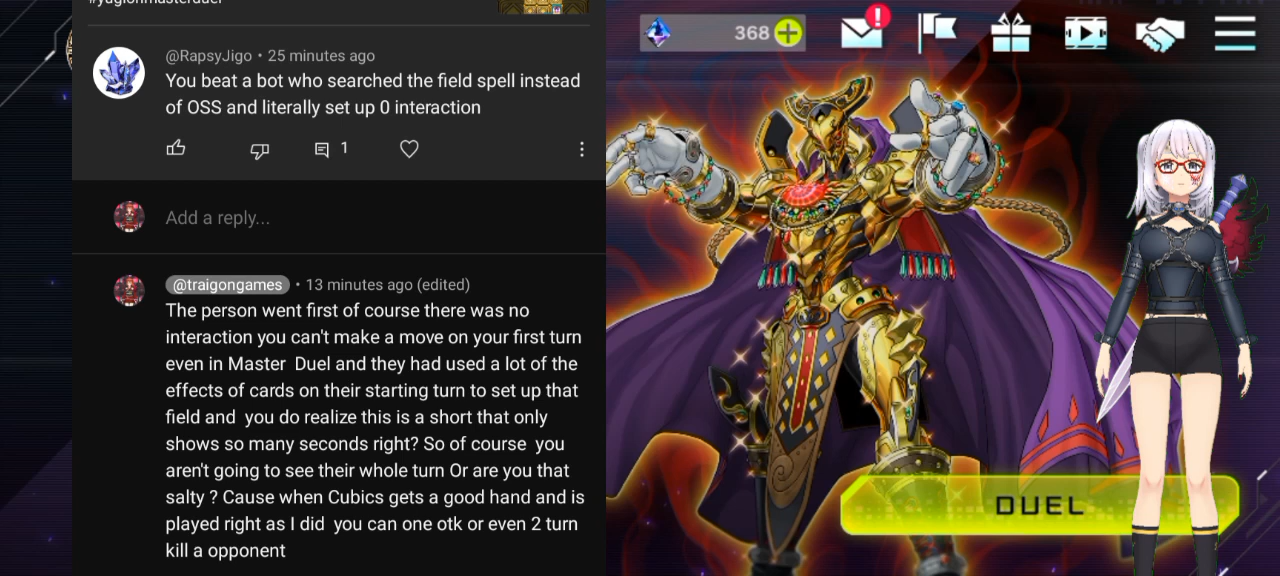 #yugiohmasterduel
@RapsyJigo • 25 minutes ago
You beat a bot who searched the field spell instead
of OSS and literally set up 0 interaction
1
Add a reply...
@traigongames • 13 minutes ago (edited)
The person went first of course there was no
interaction you can't make a move on your first turn
even in Master  Duel and they had used a lot of the
effects of cards on their starting turn to set up that
field and  you do realize this is a short that only
shows so many seconds right? So of course  you
aren't going to see their whole turn Or are you that
salty ? Cause when Cubics gets a good hand and is
played right as I did  you can one otk or even 2 turn
kill a opponent
368
DUEL